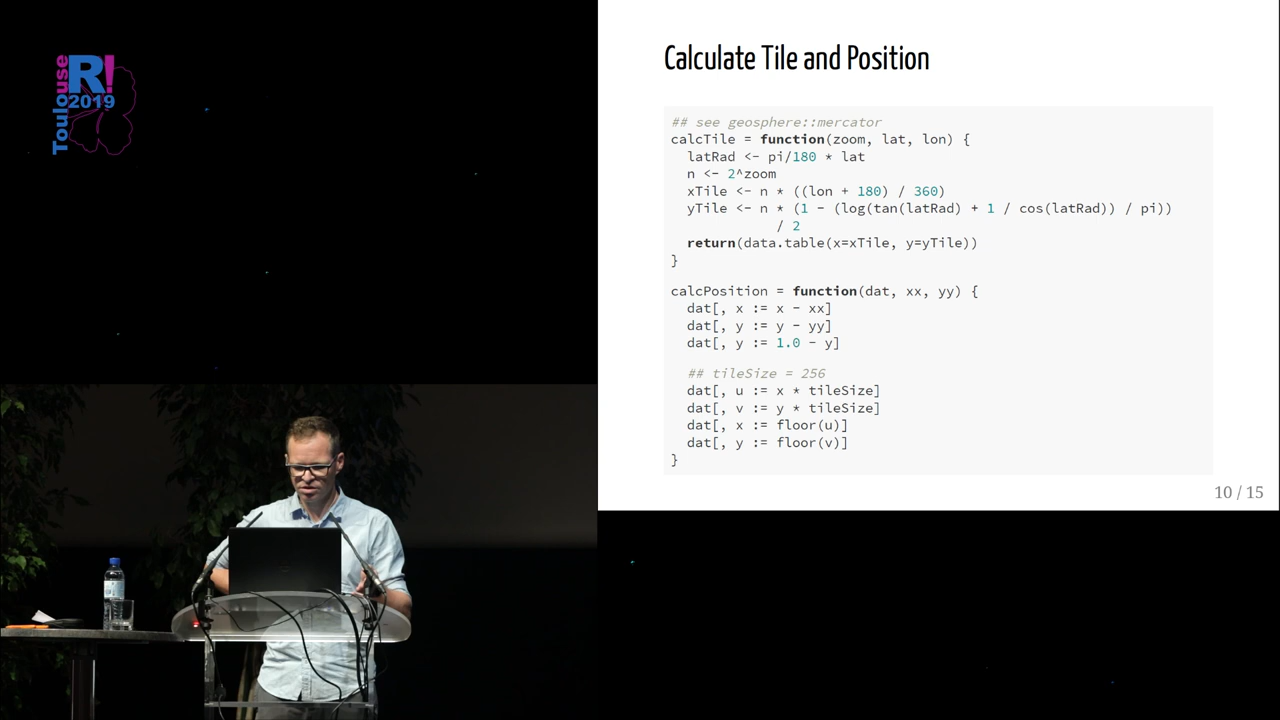 Toulouse
R!
2019
Calculate Tile and Position
## see geosphere::mercator
calcTile = function(zoom, lat, lon) {
latRad <- pi/180 * lat
n <- 2^zoom
xTile <- n * ((lon + 180) / 360)
yTile <- n * (1 - (log(tan(latRad) + 1 / cos(latRad)) / pi))
/ 2
return(data.table(x=xTile, y=yTile))
}
calcPosition = function(dat, xx, yy) {
dat[, x := x - xx]
dat[, y := y - yy]
dat[, y := 1.0 - y]
## tileSize = 256
dat[, u := x * tileSize]
dat[, v := y * tileSize]
dat[, x := floor(u)]
dat[, y := floor(v)]
}
10 / 15